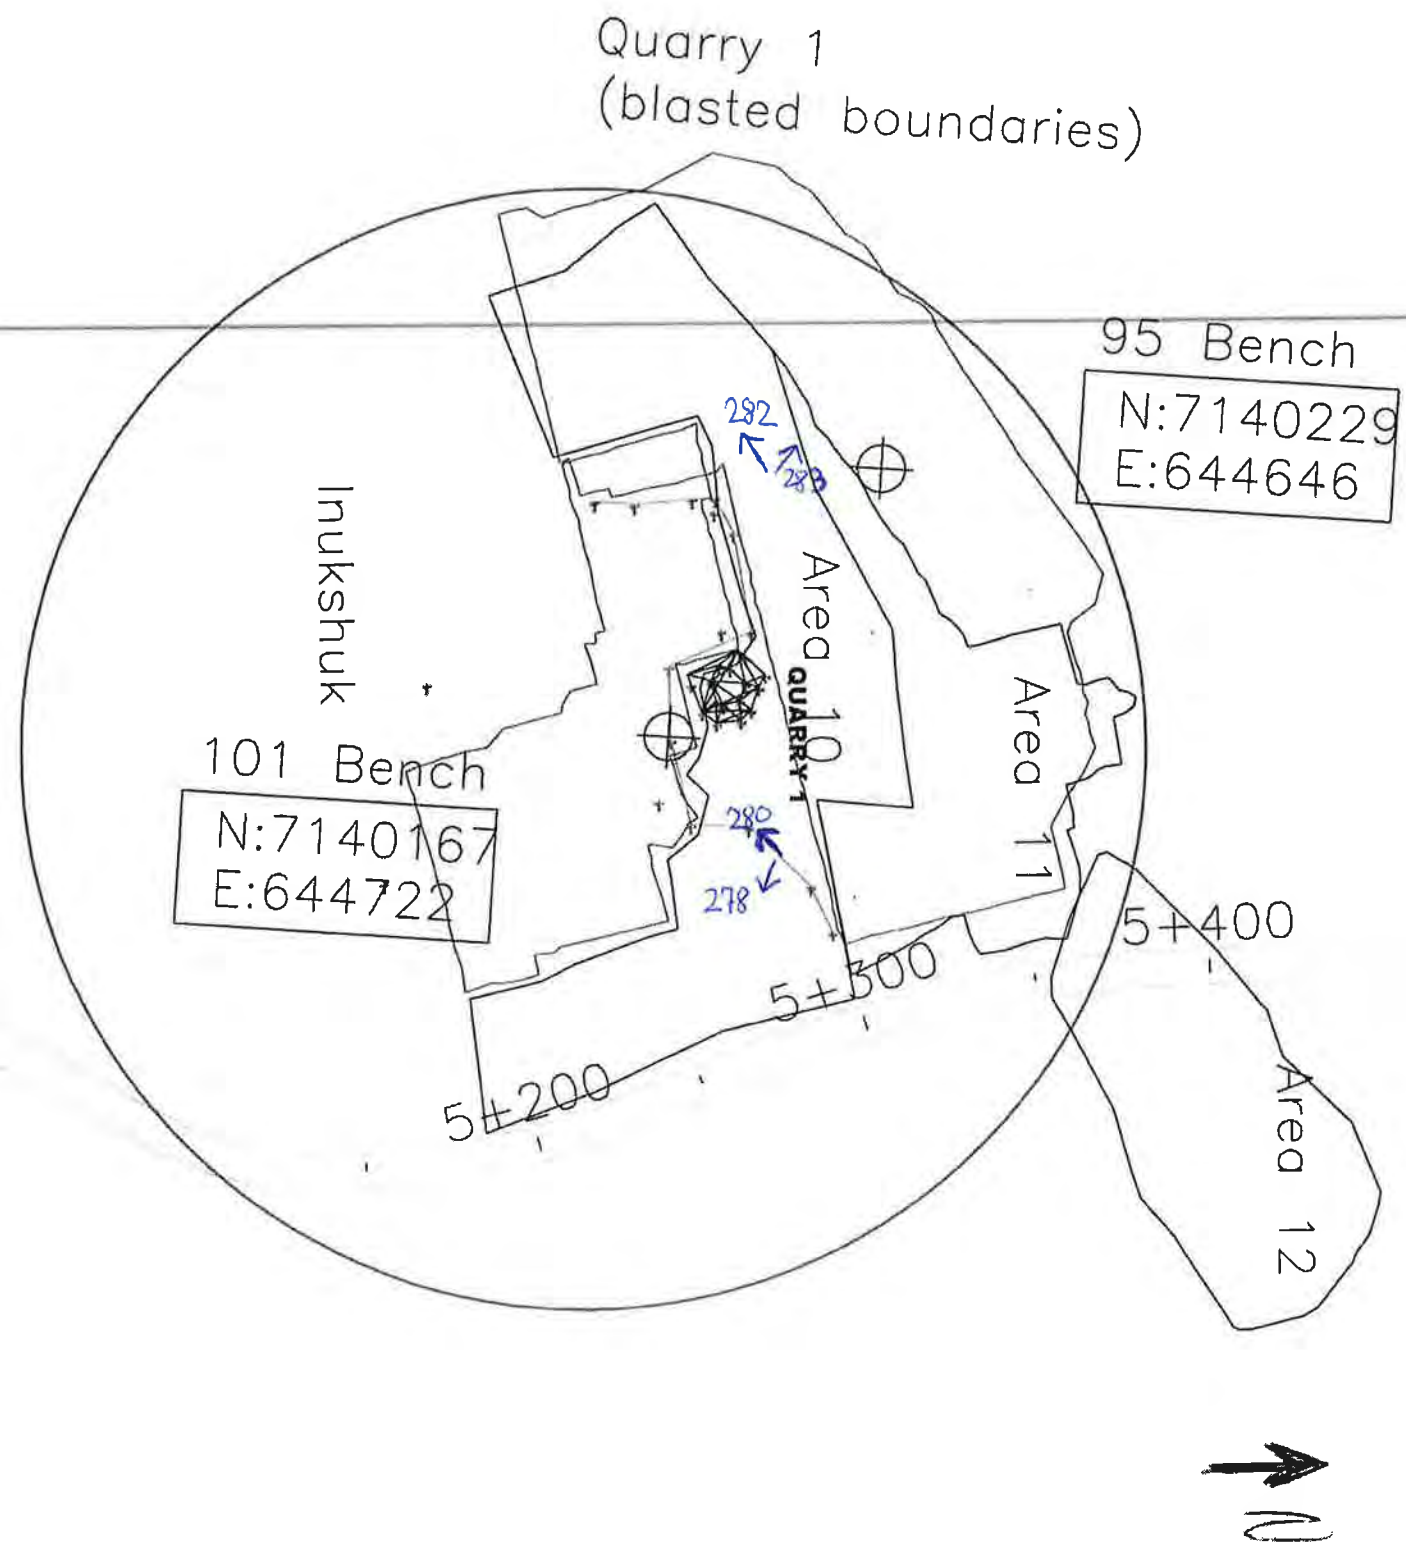 Quarry 1
(blasted boundaries)
95 Bench
N:7140229
E:644646
282
283
Inukshuk
Area 10
QUARRY 1
Area 11
101 Bench
N:7140167
E:644722
280
278
5+400
5+300
5+200
Area 12
N